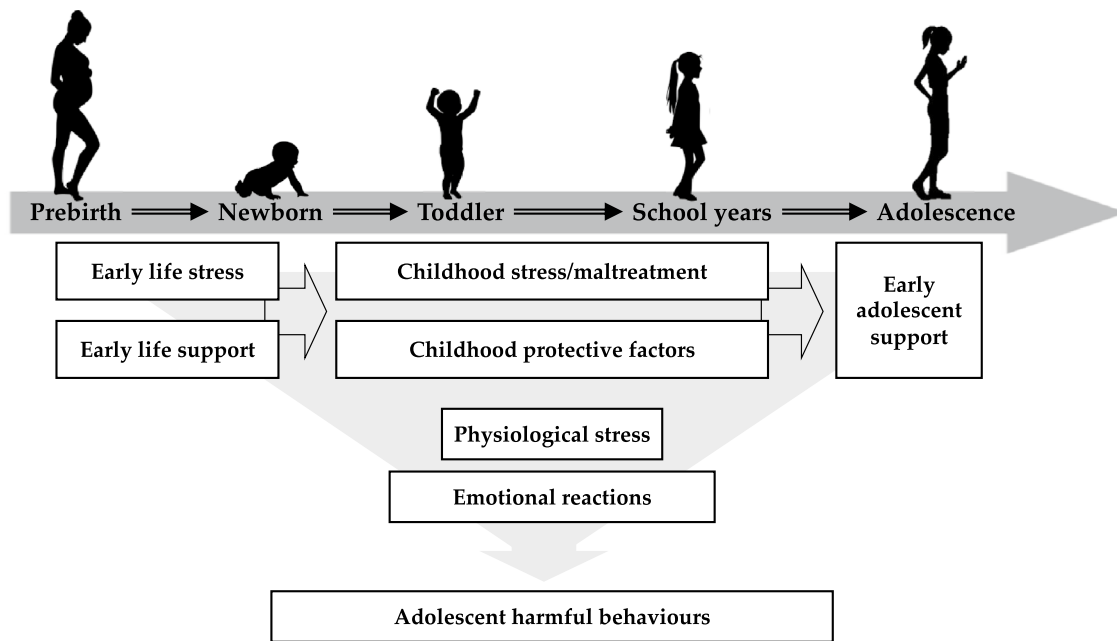 Prebirth Newborn Toddler School years Adolescence
Early life stress
Childhood stress/maltreatment
Early life support
Childhood protective factors
Early
adolescent
support
Physiological stress
Emotional reactions
Adolescent harmful behaviours